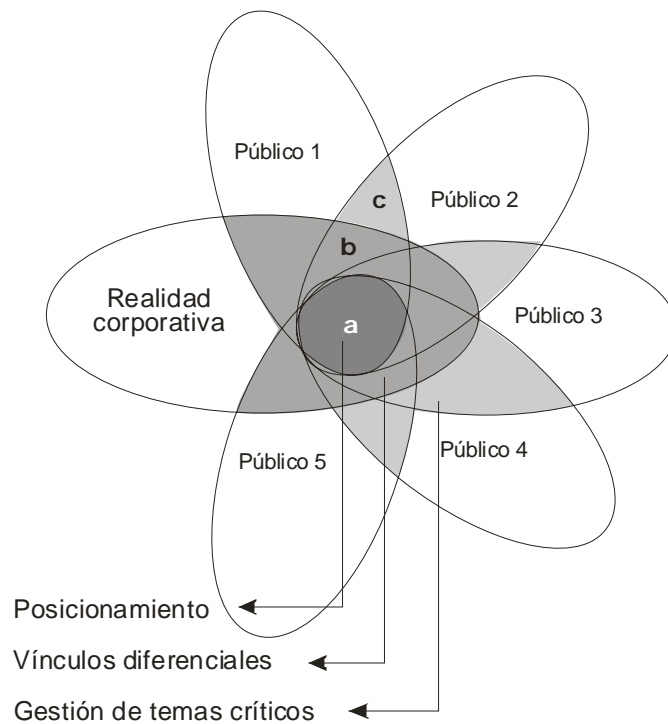 Público 1
c
Público 2
b
Realidad
corporativa
a
Público 3
Público 5
Público 4
Posicionamiento
Vínculos diferenciales
Gestión de temas críticos